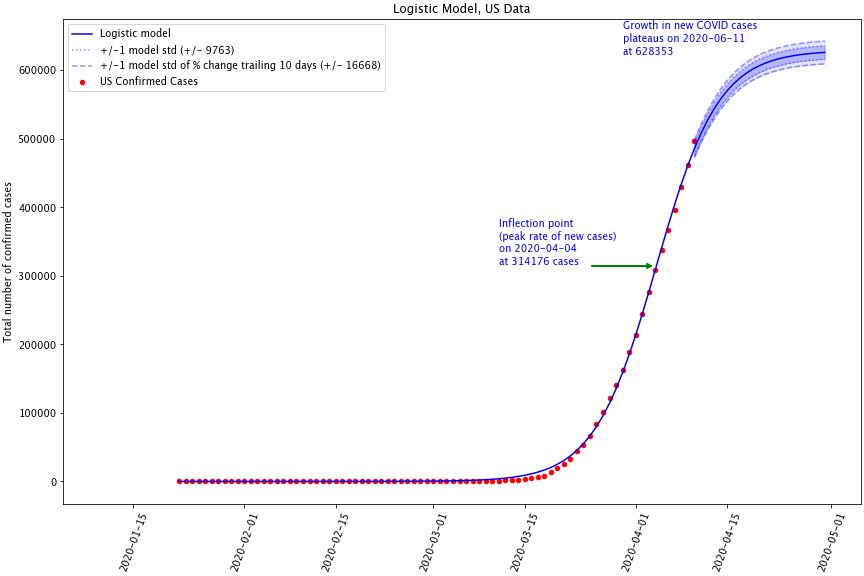 Logistic Model, US Data
Logistic model
+/-1 model std (+/- 9763)
+/-1 model std of % change trailing 10 days (+/- 16668)
US Confirmed Cases
Growth in new COVID cases
plateaus on 2020-06-11
at 628353
Inflection point
(peak rate of new cases)
on 2020-04-04
at 314176 cases
Total number of confirmed cases
600000
500000
400000
300000
200000
100000
0
2020-01-15
2020-02-01
2020-02-15
2020-03-01
2020-03-15
2020-04-01
2020-04-15
2020-05-01